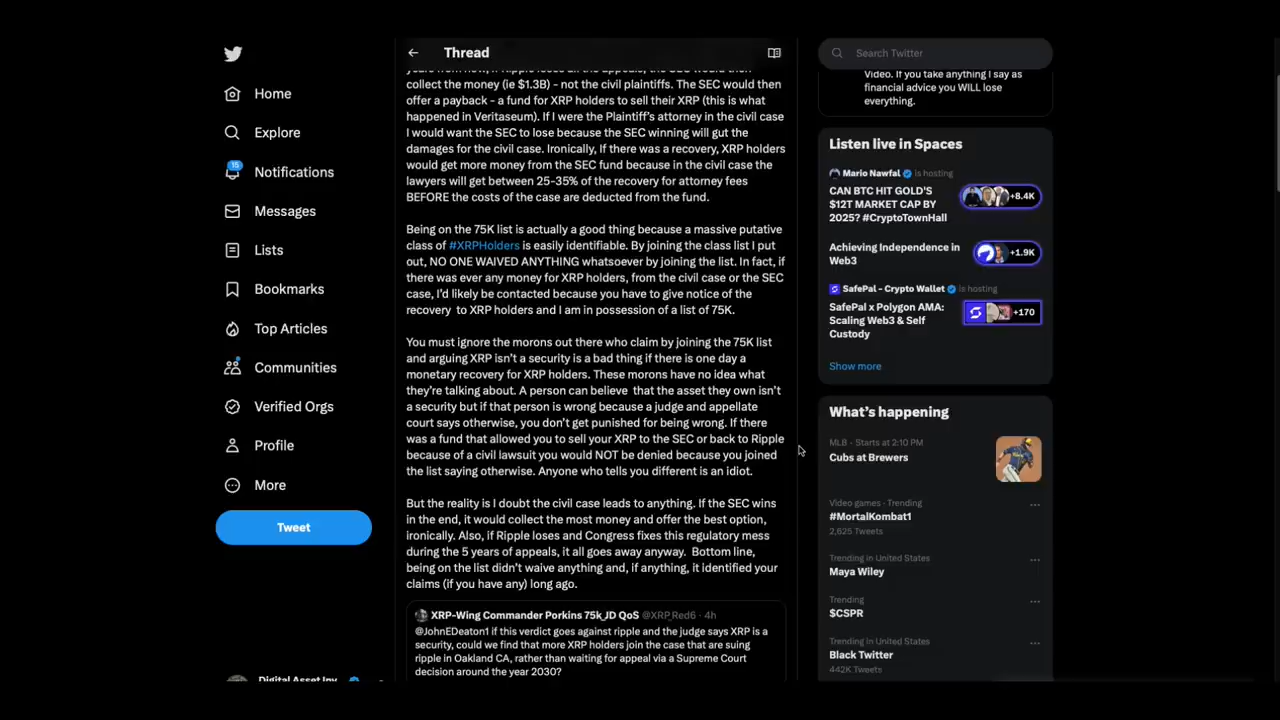 Home
Explore
15
Notifications
Messages
Lists
Bookmarks
Top Articles
Communities
Verified Orgs
Profile
More
Tweet
Thread
collect the money (ie $1.3B) - not the civil plaintiffs. The SEC would then
offer a payback - a fund for XRP holders to sell their XRP (this is what
happened in Veritaseum). If I were the Plaintiff's attorney in the civil case
I would want the SEC to lose because the SEC winning will gut the
damages for the civil case. Ironically, If there was a recovery, XRP holders
would get more money from the SEC fund because in the civil case the
lawyers will get between 25-35% of the recovery for attorney fees
BEFORE the costs of the case are deducted from the fund.
Being on the 75K list is actually a good thing because a massive putative
class of #XRPHolders is easily identifiable. By joining the class list I put
out, NO ONE WAIVED ANYTHING whatsoever by joining the list. In fact, if
there was ever any money for XRP holders, from the civil case or the SEC
case, I'd likely be contacted because you have to give notice of the
recovery to XRP holders and I am in possession of a list of 75K.
You must ignore the morons out there who claim by joining the 75K list
and arguing XRP isn't a security is a bad thing if there is one day a
monetary recovery for XRP holders. These morons have no idea what
they're talking about. A person can believe that the asset they own isn't
a security but if that person is wrong because a judge and appellate
court says otherwise, you don't get punished for being wrong. If there
was a fund that allowed you to sell your XRP to the SEC or back to Ripple
because of a civil lawsuit you would NOT be denied because you joined
the list saying otherwise. Anyone who tells you different is an idiot.
But the reality is I doubt the civil case leads to anything. If the SEC wins
in the end, it would collect the most money and offer the best option,
ironically. Also, if Ripple loses and Congress fixes this regulatory mess
during the 5 years of appeals, it all goes away anyway. Bottom line,
being on the list didn't waive anything and, if anything, it identified your
claims (if you have any) long ago.
XRP-Wing Commander Porkins 75k_JD QoS @XRP_Red6 · 4h
@JohnEDeaton1 if this verdict goes against ripple and the judge says XRP is a
security, could we find that more XRP holders join the case that are suing
ripple in Oakland CA, rather than waiting for appeal via a Supreme Court
decision around the year 2030?
Search Twitter
Video. If you take anything I say as
financial advice you WILL lose
everything.
Listen live in Spaces
Mario Nawfal is hosting
CAN BTC HIT GOLD'S
$12T MARKET CAP BY
2025? #CryptoTownHall
+8.4K
Achieving Independence in
Web3
+1.9K
SafePal - Crypto Wallet is hosting
SafePal x Polygon AMA:
Scaling Web3 & Self
Custody
+170
Show more
What's happening
MLB · Starts at 2:10 PM
Cubs at Brewers
Video games · Trending
#MortalKombat1
2,625 Tweets
Trending in United States
Maya Wiley
Trending
$CSPR
Trending in United States
Black Twitter
442K Tweets
Digital Asset Inv